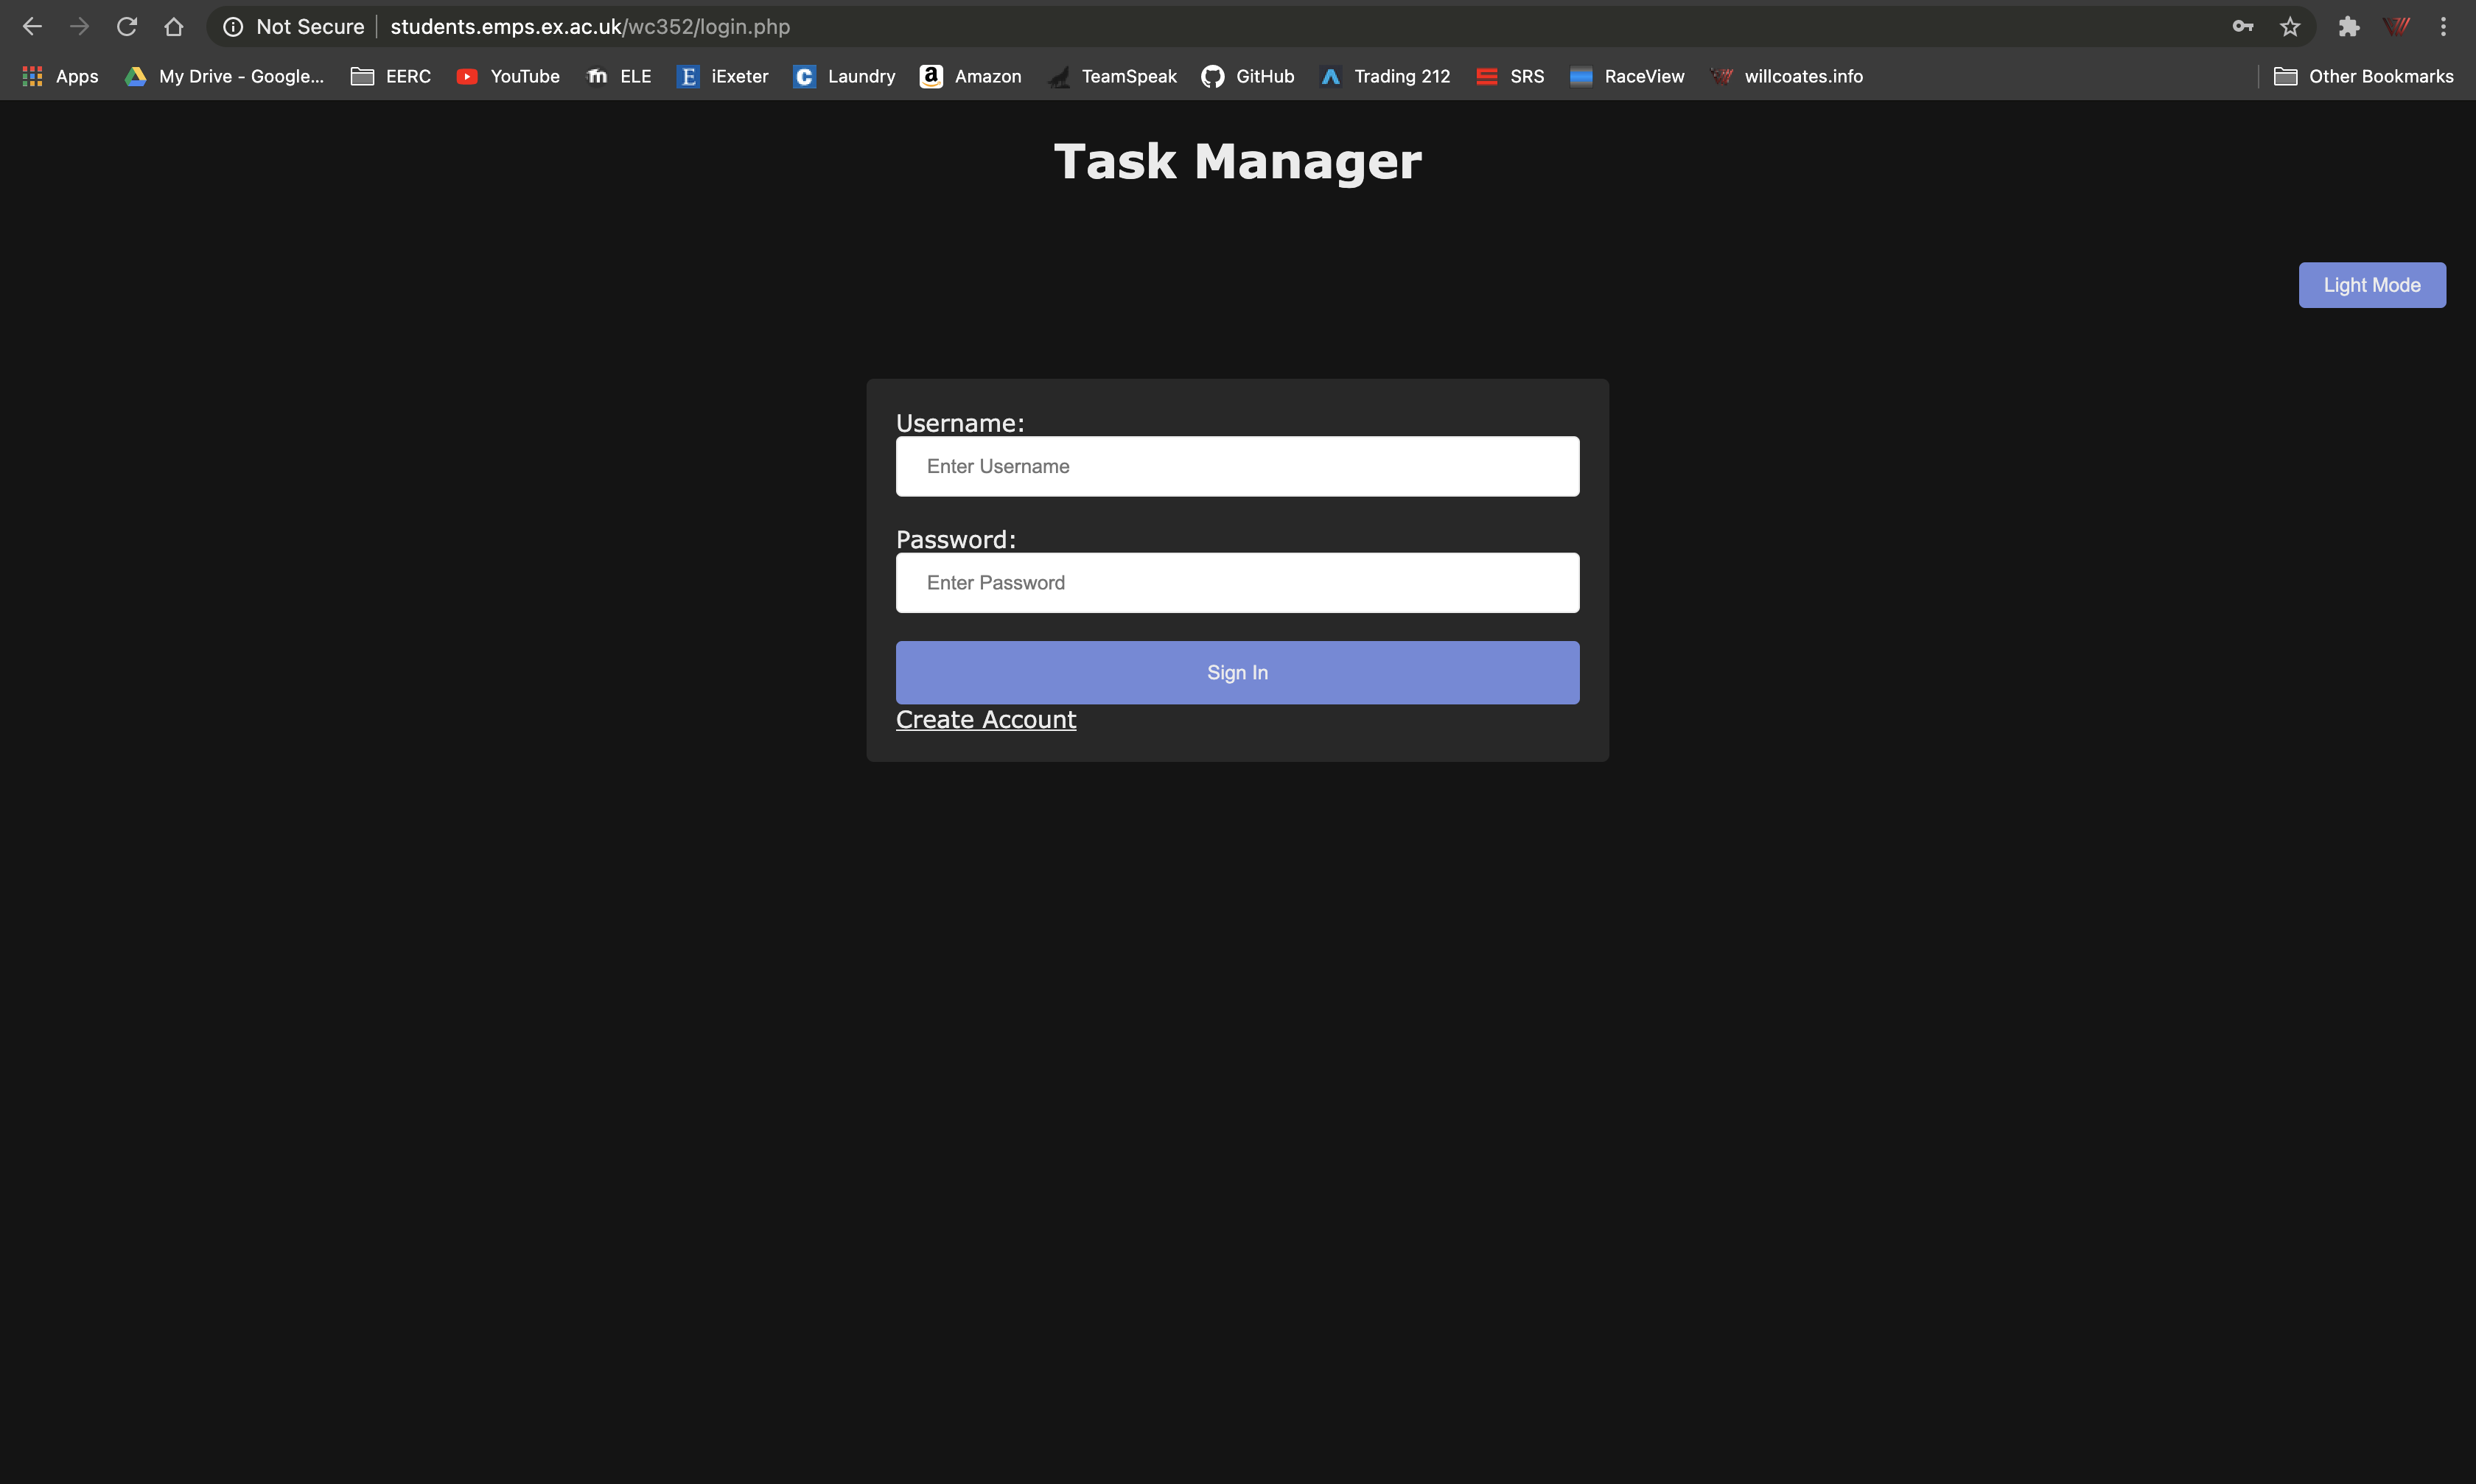 Not Secure | students.emps.ex.ac.uk/wc352/login.php
Apps My Drive - Google... EERC YouTube ELE iExeter Laundry Amazon TeamSpeak GitHub Trading 212 SRS RaceView willcoates.info Other Bookmarks
Task Manager
Light Mode
Username:
Enter Username
Password:
Enter Password
Sign In
Create Account